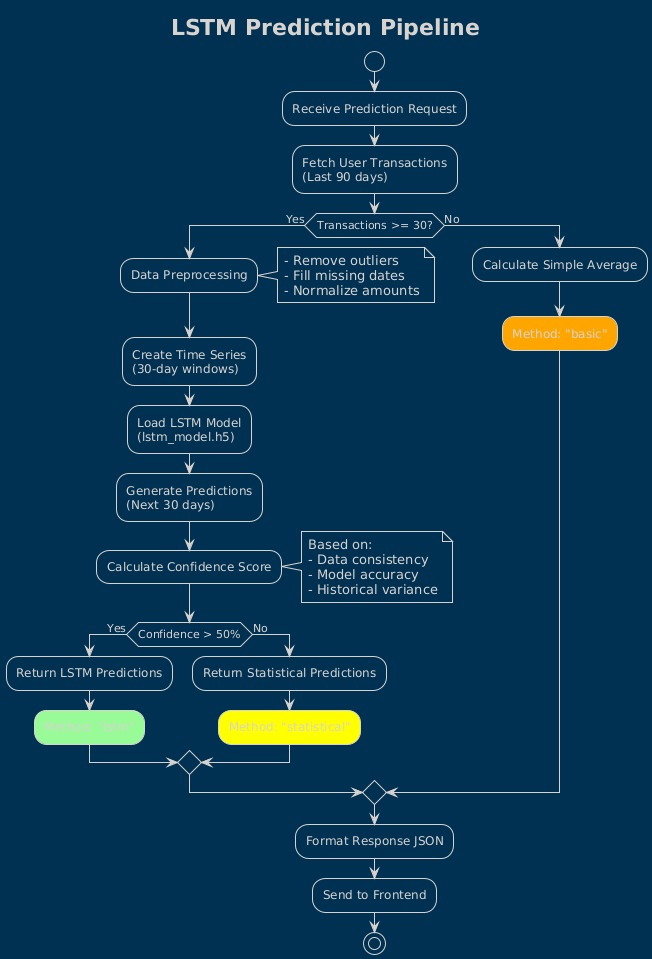 LSTM Prediction Pipeline
Receive Prediction Request
Fetch User Transactions
(Last 90 days)
Transactions >= 30?
Yes
No
Data Preprocessing
- Remove outliers
- Fill missing dates
- Normalize amounts
Create Time Series
(30-day windows)
Load LSTM Model
(lstm_model.h5)
Generate Predictions
(Next 30 days)
Calculate Confidence Score
Based on:
- Data consistency
- Model accuracy
- Historical variance
Confidence > 50%
Yes
No
Return LSTM Predictions
Method: "lstm"
Return Statistical Predictions
Method: "statistical"
Calculate Simple Average
Method: "basic"
Format Response JSON
Send to Frontend